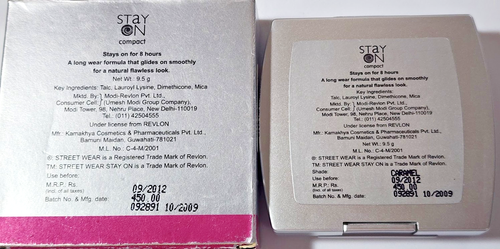 STAY
ON
compact
Stays on for 8 hours
A long wear formula that glides on smoothly
for a natural flawless look.
Net Wt : 9.5 g
Key Ingredients: Talc, Lauroyl Lysine, Dimethicone, Mica
Mktd. By: Modi-Revlon Pvt. Ltd.,
Consumer Cell: (Umesh Modi Group Company),
Modi Tower, 98, Nehru Place, New Delhi-110019
Tel.: (011) 42504555
Under license from REVLON
Mfr.: Kamakhya Cosmetics & Pharmaceuticals Pvt. Ltd.,
Bamuni Maidan, Guwahati-781021
M.L. No.: C-4-M/2001
®: STREET WEAR is a Registered Trade Mark of Revlon.
TM: STREET WEAR STAY ON is a Trade Mark of Revlon.
Use before: 09/2012
M.R.P. Rs. 450.00
(Incl. of all taxes)
Batch No. & Mfg. date: 092891 10/2009
STAY
ON
compact
Stays on for 8 hours
A long wear formula that glides on smoothly
for a natural flawless look.
Key Ingredients:
Talc, Lauroyl Lysine, Dimethicone, Mica
Mktd. By: Modi-Revlon Pvt. Ltd.,
Consumer Cell: (Umesh Modi Group Company),
Modi Tower, 98, Nehru Place, New Delhi-110019
Tel.: (011) 42504555
Under license from REVLON
Mfr.: Kamakhya Cosmetics & Pharmaceuticals Pvt. Ltd.,
Bamuni Maidan, Guwahati-781021
Net Wt : 9.5 g
M.L. No.: C-4-M/2001
®: STREET WEAR is a Registered Trade Mark of Revlon.
TM: STREET WEAR STAY ON is a Trade Mark of Revlon.
Shade: CARAMEL
Use before: 09/2012
M.R.P. Rs. 450.00
(Incl. of all taxes)
Batch No. & Mfg. date: 092891 10/2009